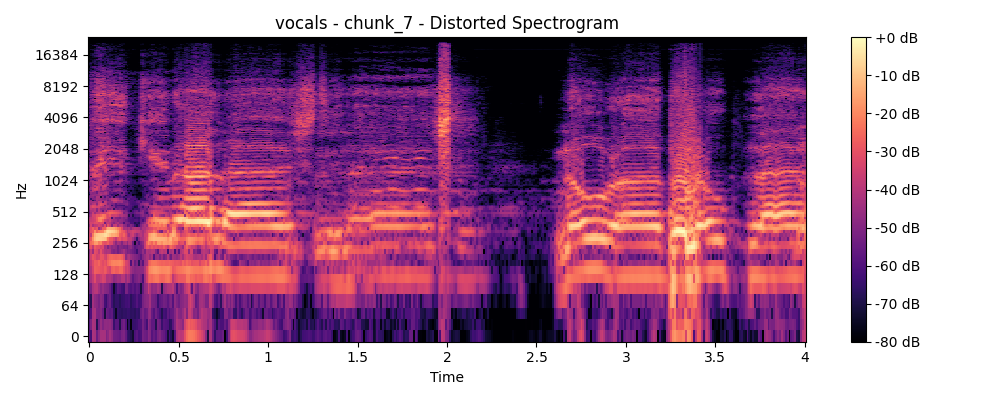 vocals - chunk_7 - Distorted Spectrogram
Hz
16384
8192
4096
2048
1024
512
256
128
64
0
0 0.5 1 1.5 2 2.5 3 3.5 4
Time
+0 dB
-10 dB
-20 dB
-30 dB
-40 dB
-50 dB
-60 dB
-70 dB
-80 dB